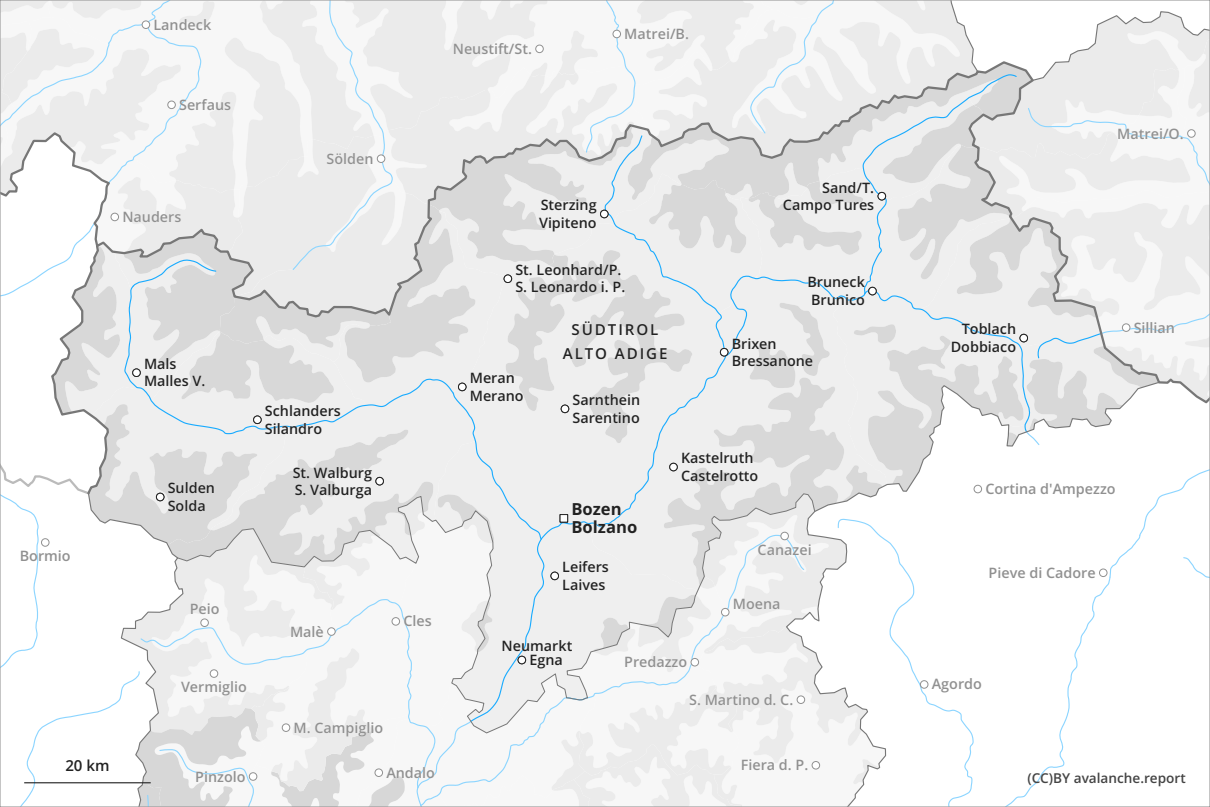 Landeck
Matrei/B.
Neustift/St.
Serfaus
Matrei/O.
Sölden
Sand/T.
Campo Tures
Nauders
Sterzing
Vipiteno
St. Leonhard/P.
S. Leonardo i. P.
Bruneck
Brunico
SÜDTIROL
ALTO ADIGE
Toblach
Dobbiaco
Sillian
Brixen
Bressanone
Mals
Malles V.
Meran
Merano
Sarnthein
Sarentino
Schlanders
Silandro
Kastelruth
Castelrotto
St. Walburg
S. Valburga
Sulden
Solda
Cortina d'Ampezzo
Bozen
Bolzano
Bormio
Canazei
Leifers
Laives
Pieve di Cadore
Peio
Moena
Malè
Cles
Neumarkt
Egna
Predazzo
Vermiglio
Agordo
S. Martino d. C.
M. Campiglio
Fiera d. P.
20 km
Pinzolo
Andalo
(CC)BY avalanche.report